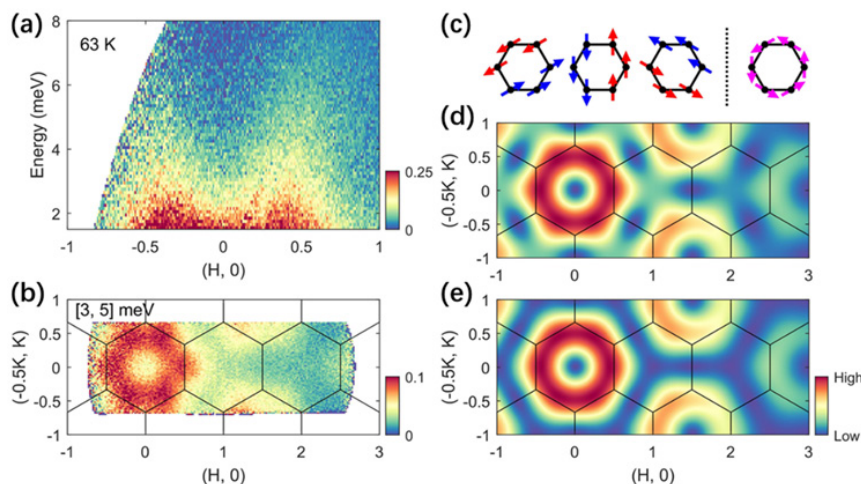 (a)
63 K
Energy (meV)
8
7
6
5
4
3
2
0.25
0
-1 -0.5 0 0.5 1
(H, 0)
(b)
[3, 5] meV
(-0.5K, K)
1
0.5
0
-0.5
-1
0.1
0
-1 0 1 2 3
(H, 0)
(c)
(d)
(-0.5K, K)
1
0.5
0
-0.5
-1
-1 0 1 2 3
(e)
(-0.5K, K)
1
0.5
0
-0.5
-1
High
Low
-1 0 1 2 3
(H, 0)